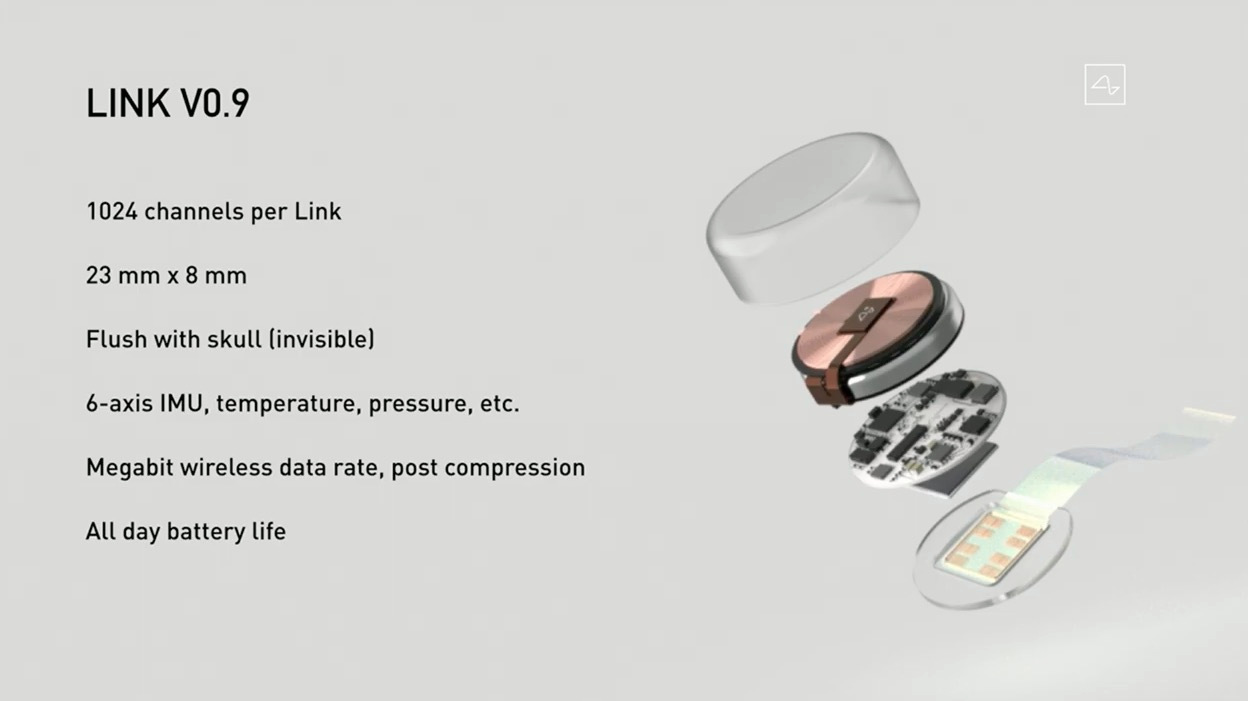 LINK V0.9
1024 channels per Link
23 mm x 8 mm
Flush with skull (invisible)
6-axis IMU, temperature, pressure, etc.
Megabit wireless data rate, post compression
All day battery life